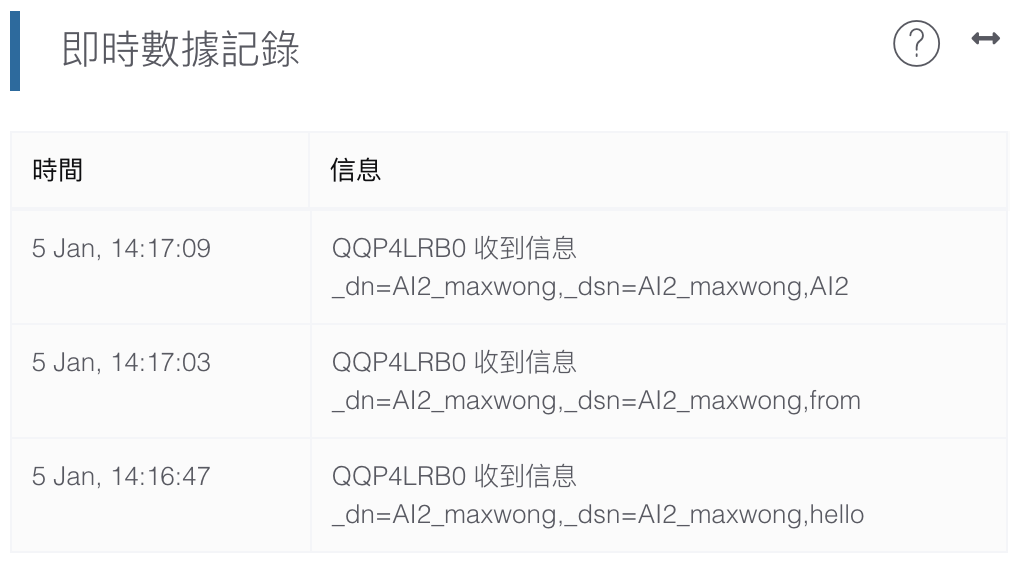 即時數據記錄
?
時間 信息
5 Jan, 14:17:09 QQP4LRB0 收到信息
_dn=AI2_maxwong,_dsn=AI2_maxwong,AI2
5 Jan, 14:17:03 QQP4LRB0 收到信息
_dn=AI2_maxwong,_dsn=AI2_maxwong,from
5 Jan, 14:16:47 QQP4LRB0 收到信息
_dn=AI2_maxwong,_dsn=AI2_maxwong,hello